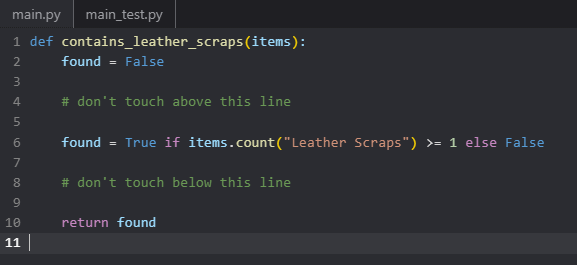 main.py main_test.py
1 def contains_leather_scraps(items):
2     found = False
3
4     # don't touch above this line
5
6     found = True if items.count("Leather Scraps") >= 1 else False
7
8     # don't touch below this line
9
10     return found
11